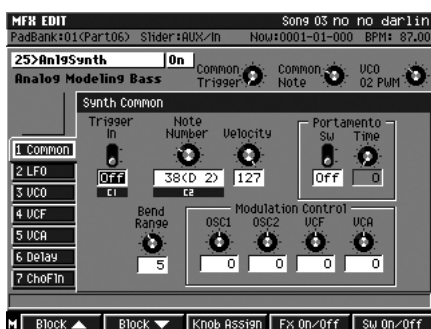 MFX EDIT Song 03 no no darlin
PadBank:01(Part06) Slider:AUX/In Now:0001-01-000 BPM: 87.00
25>AnlgSynth On
Analog Modeling Bass
Common Trigger
Common Note
VCO 02 PWM
Synth Common
Trigger In
Note Number
Velocity
Portamento
Sw Time
1 Common
Off 38(D 2) 127 Off 0
C1 C2
2 LFO
3 VCO
4 VCF
5 VCA
6 Delay
7 ChoFln
Bend Range
5
Modulation Control
OSC1 OSC2 VCF VCA
0 0 0 0
M Block ▲ Block ▼ Knob Assign Fx On/Off Sw On/Off